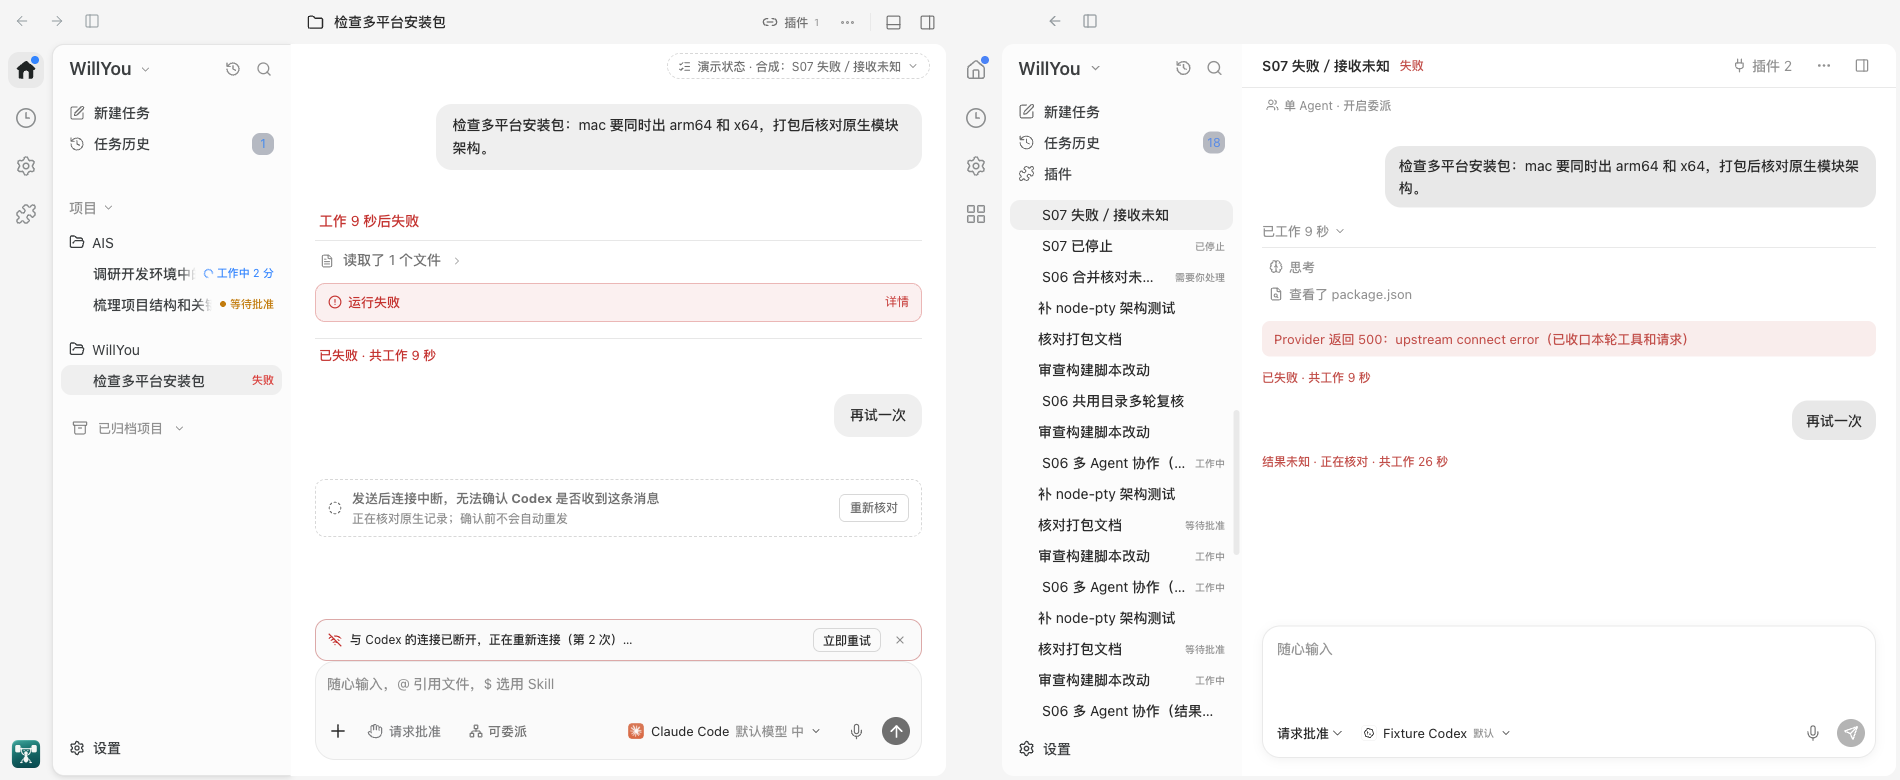 检查多平台安装包
插件 1
WillYou
新建任务
任务历史
1
项目
AIS
调研开发环境中
工作中 2 分
梳理项目结构和关
等待批准
WillYou
检查多平台安装包
失败
已归档项目
设置
演示状态 · 合成：S07 失败 / 接收未知
检查多平台安装包：mac 要同时出 arm64 和 x64，打包后核对原生模块
架构。
工作 9 秒后失败
读取了 1 个文件
运行失败
详情
已失败 · 共工作 9 秒
再试一次
发送后连接中断，无法确认 Codex 是否收到这条消息
正在核对原生记录；确认前不会自动重发
重新核对
与 Codex 的连接已断开，正在重新连接（第 2 次）...
立即重试
随心输入，@ 引用文件，$ 选用 Skill
请求批准
可委派
Claude Code 默认模型 中
WillYou
新建任务
任务历史
18
插件
S07 失败 / 接收未知
S07 已停止
已停止
S06 合并核对未...
需要你处理
补 node-pty 架构测试
核对打包文档
审查构建脚本改动
S06 共用目录多轮复核
审查构建脚本改动
S06 多 Agent 协作（...
工作中
补 node-pty 架构测试
核对打包文档
等待批准
审查构建脚本改动
工作中
S06 多 Agent 协作（...
工作中
补 node-pty 架构测试
核对打包文档
等待批准
审查构建脚本改动
工作中
S06 多 Agent 协作（结果...
设置
S07 失败 / 接收未知 失败
插件 2
单 Agent · 开启委派
检查多平台安装包：mac 要同时出 arm64 和 x64，打包后核对原生模块架
构。
已工作 9 秒
思考
查看了 package.json
Provider 返回 500：upstream connect error（已收口本轮工具和请求）
已失败 · 共工作 9 秒
再试一次
结果未知 · 正在核对 · 共工作 26 秒
随心输入
请求批准
Fixture Codex 默认